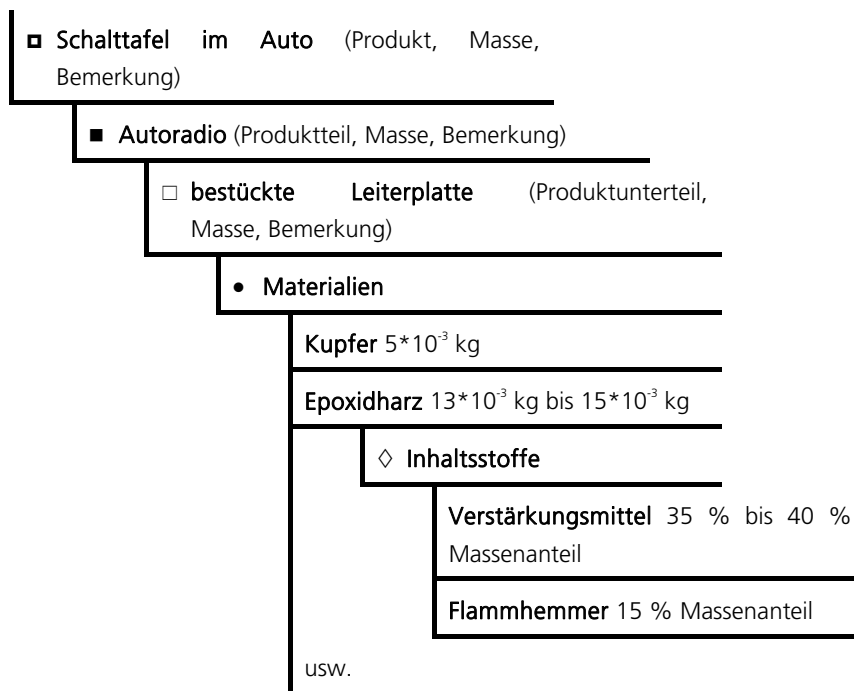 ◘ Schalttafel im Auto (Produkt, Masse,
Bemerkung)
■ Autoradio (Produktteil, Masse, Bemerkung)
□ bestückte Leiterplatte (Produktunterteil,
Masse, Bemerkung)
• Materialien
Kupfer 5*10⁻³ kg
Epoxidharz 13*10⁻³ kg bis 15*10⁻³ kg
◊ Inhaltsstoffe
Verstärkungsmittel 35 % bis 40 %
Massenanteil
Flammhemmer 15 % Massenanteil
usw.